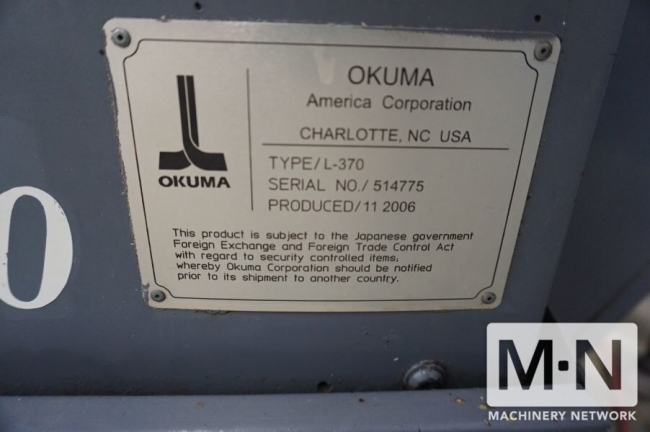 OKUMA
America Corporation
CHARLOTTE, NC USA
OKUMA
TYPE/L-370
SERIAL NO./ 514775
PRODUCED/11 2006
This product is subject to the Japanese government
Foreign Exchange and Foreign Trade Control Act
with regard to security controlled items,
whereby Okuma Corporation should be notified
prior to its shipment to another country.
0
M·N
MACHINERY NETWORK